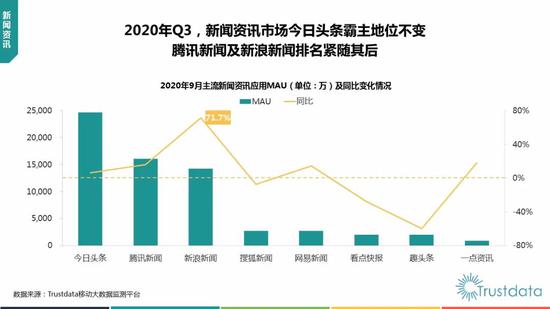 新闻资讯
2020年Q3，新闻资讯市场今日头条霸主地位不变
腾讯新闻及新浪新闻排名紧随其后
2020年9月主流新闻资讯应用MAU（单位：万）及同比变化情况
MAU 同比
25,000
20,000
15,000
10,000
5,000
0
71.7%
80%
40%
0%
-40%
-80%
今日头条 腾讯新闻 新浪新闻 搜狐新闻 网易新闻 看点快报 趣头条 一点资讯
数据来源：Trustdata移动大数据监测平台
Trustdata